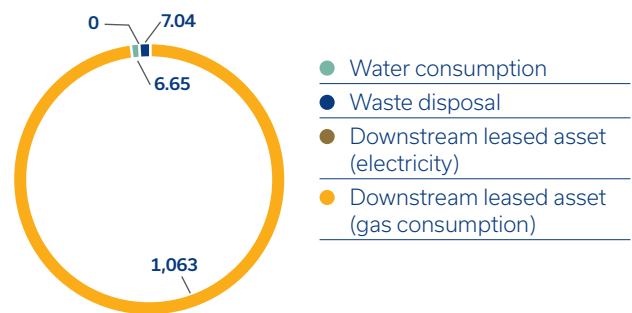 0
7.04
6.65
1,063
Water consumption
Waste disposal
Downstream leased asset
(electricity)
Downstream leased asset
(gas consumption)